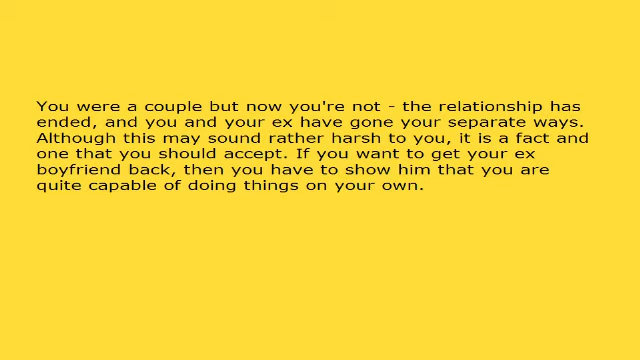 You were a couple but now you're not - the relationship has
ended, and you and your ex have gone your separate ways.
Although this may sound rather harsh to you, it is a fact and
one that you should accept. If you want to get your ex
boyfriend back, then you have to show him that you are
quite capable of doing things on your own.